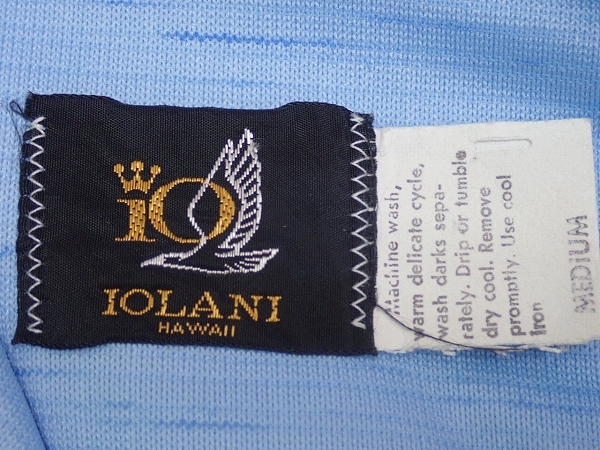 IO
IOLANI
HAWAII
Machine wash,
warm delicate cycle,
wash darks sepa-
rately. Drip or tumble
dry cool. Remove
promptly. Use cool
Iron
MEDIUM